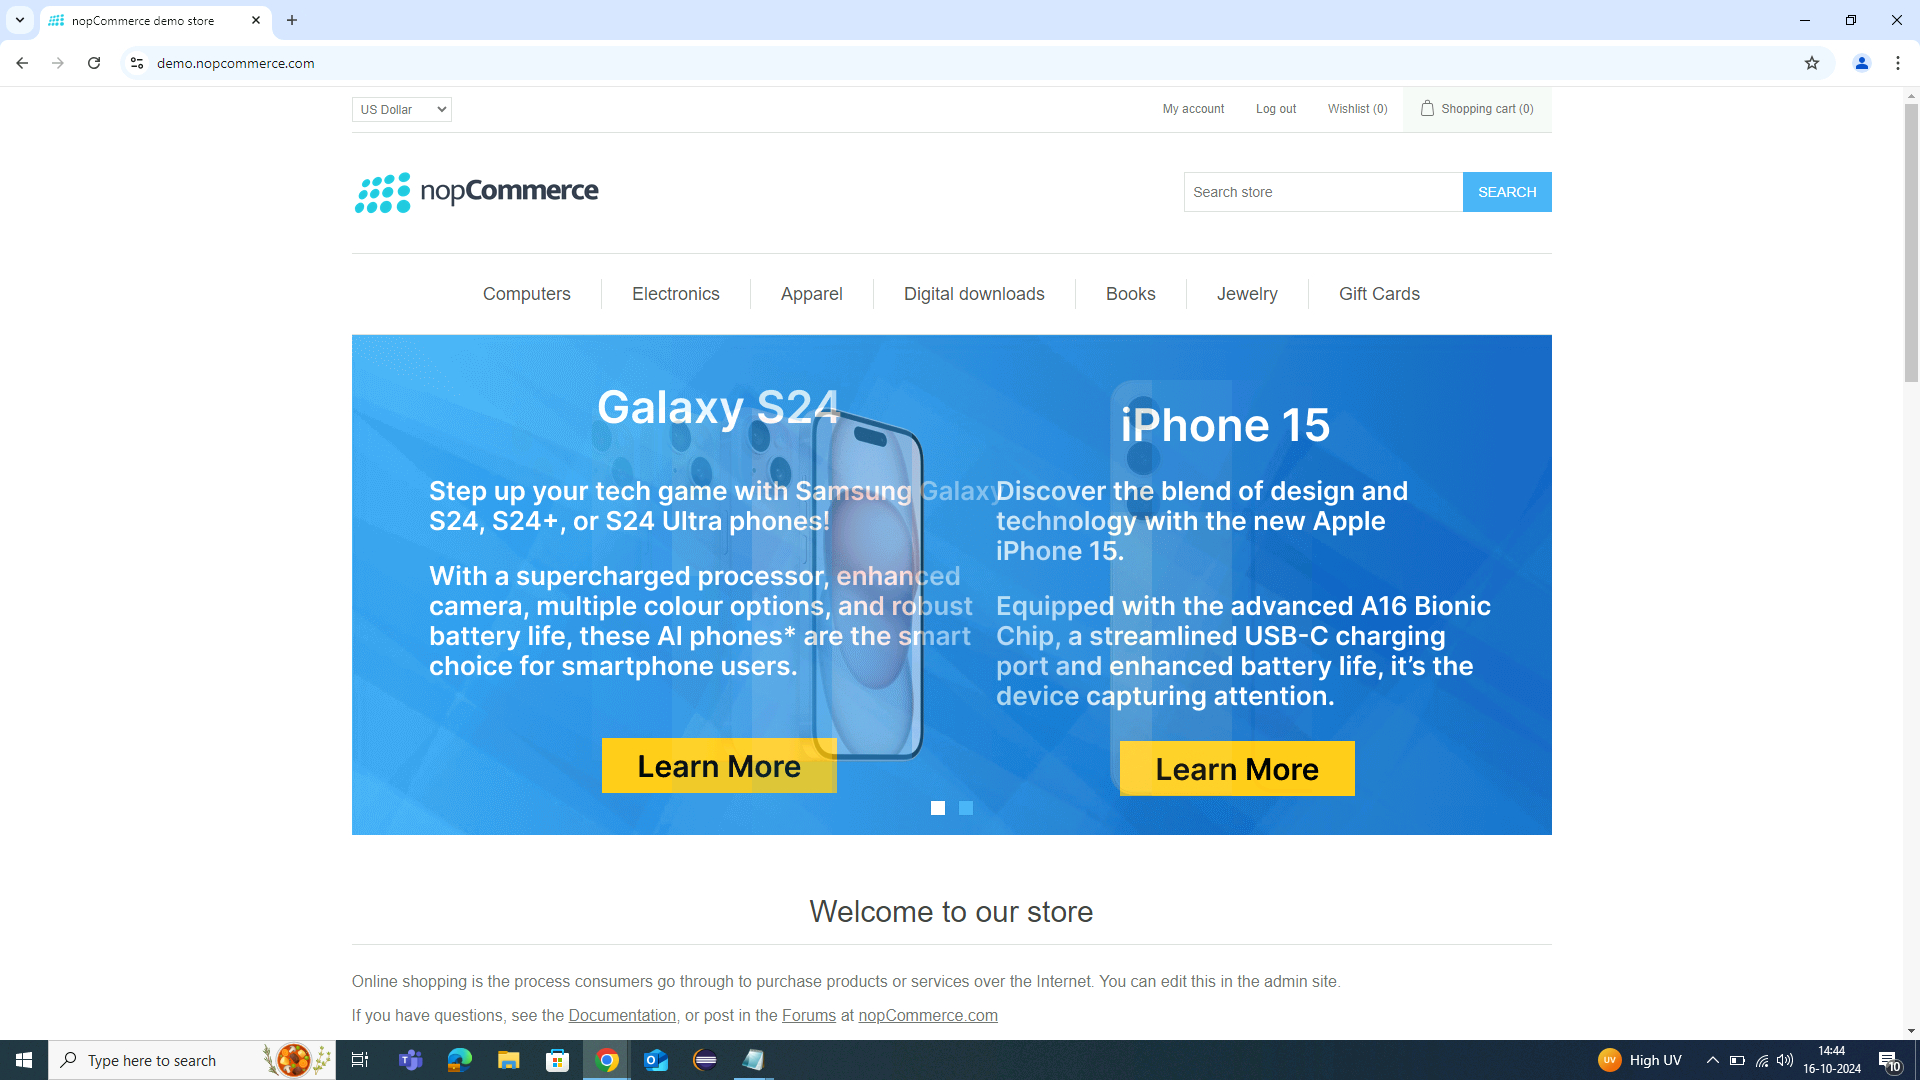 nopCommerce demo store
demo.nopcommerce.com
US Dollar
My account
Log out
Wishlist (0)
Shopping cart (0)
nopCommerce
Search store
SEARCH
Computers
Electronics
Apparel
Digital downloads
Books
Jewelry
Gift Cards
Galaxy S24
Step up your tech game with Samsung Galaxy
S24, S24+, or S24 Ultra phones!
With a supercharged processor, enhanced
camera, multiple colour options, and robust
battery life, these AI phones* are the smart
choice for smartphone users.
Learn More
iPhone 15
Discover the blend of design and
technology with the new Apple
iPhone 15.
Equipped with the advanced A16 Bionic
Chip, a streamlined USB-C charging
port and enhanced battery life, it's the
device capturing attention.
Learn More
Welcome to our store
Online shopping is the process consumers go through to purchase products or services over the Internet. You can edit this in the admin site.
If you have questions, see the Documentation, or post in the Forums at nopCommerce.com
Type here to search
UV
High UV
14:44
16-10-2024
10